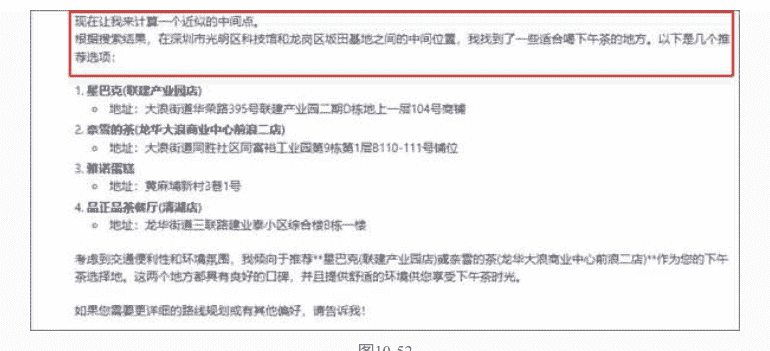 现在让我来计算一个近似的中间点。
根据搜索结果，在深圳市光明区科技馆和龙岗区坂田基地之间的中间位置，我找到了一些适合喝下午茶的地方。以下是几个推
荐选项：
1. 星巴克(联建产业园店)
地址：大浪街道华荣路395号联建产业园二期D栋地上一层104号商铺
2. 奈雪的茶(龙华大浪商业中心前浪二店)
地址：大浪街道同胜社区同富裕工业园第9栋第1层B110-111号铺位
3. 雅诺蛋糕
地址：黄麻埔新村3巷1号
4. 品正品茶餐厅(清湖店)
地址：龙华街道三联路建业泰小区综合楼B栋一楼
考虑到交通便利性和环境氛围，我倾向于推荐**星巴克(联建产业园店)或奈雪的茶(龙华大浪商业中心前浪二店)**作为您的下午
茶选择地。这两个地方都具有良好的口碑，并且提供舒适的环境供您享受下午茶时光。
如果您需要更详细的路线规划或有其他偏好，请告诉我！
图10-52